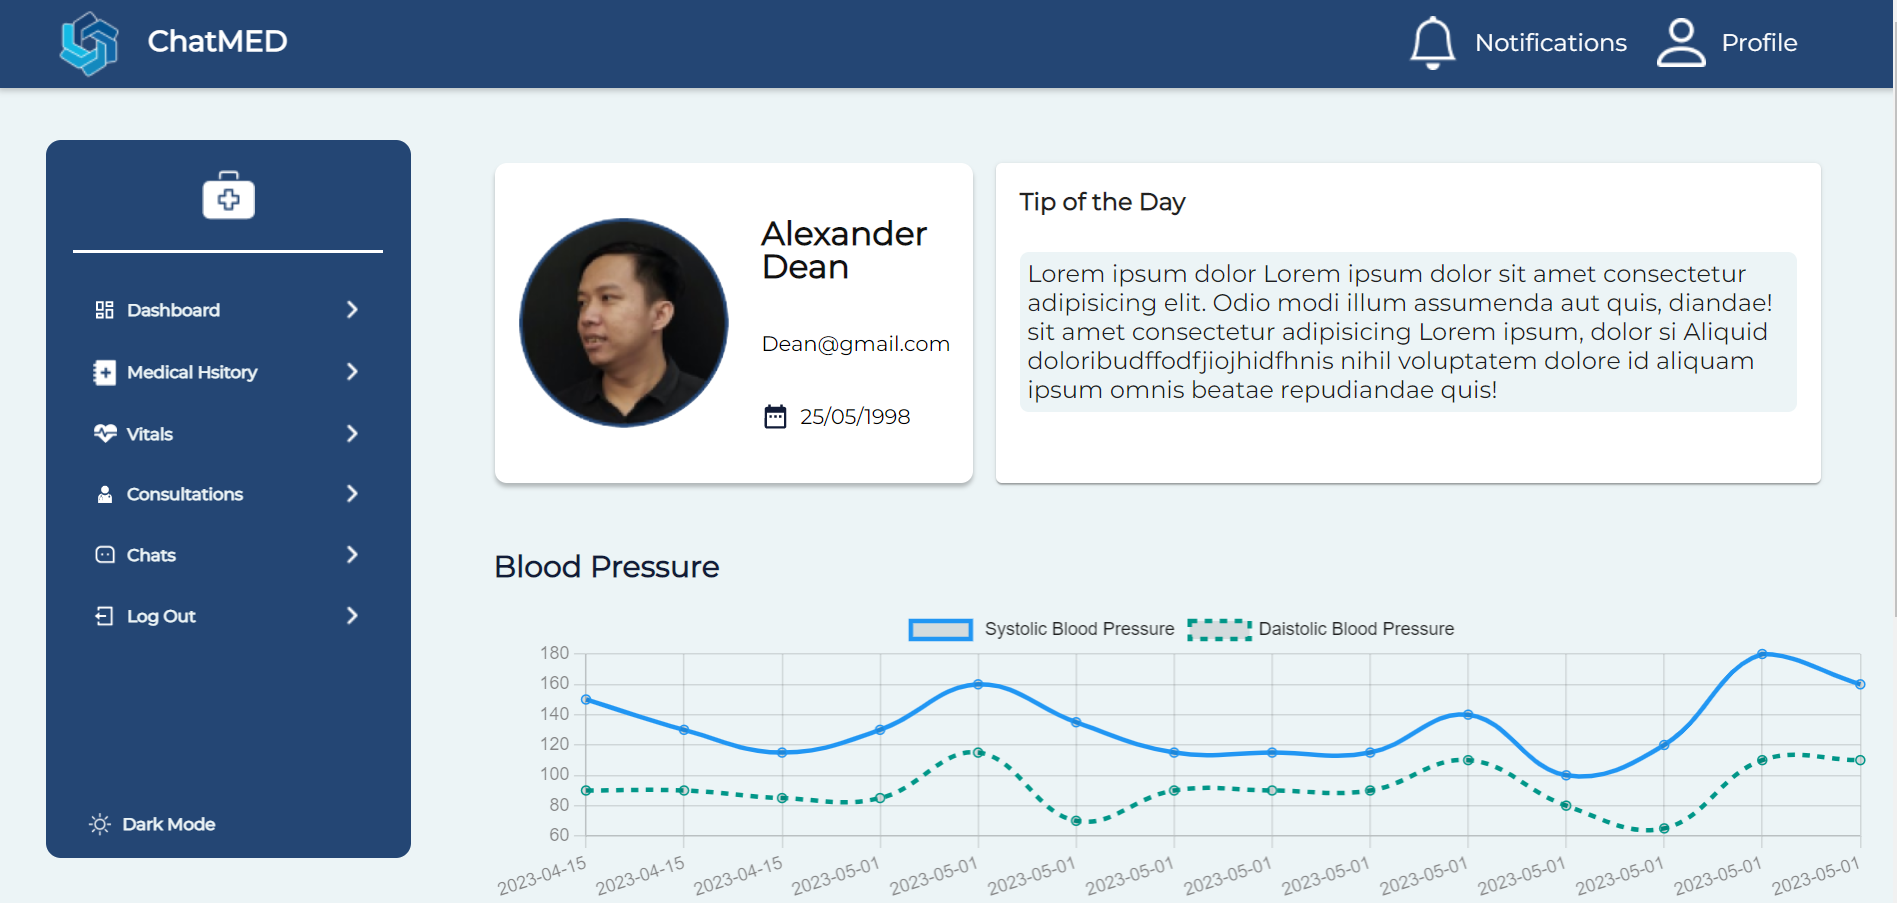 ChatMED
Notifications
Profile
Dashboard
Medical Hsitory
Vitals
Consultations
Chats
Log Out
Dark Mode
Alexander
Dean
Dean@gmail.com
25/05/1998
Tip of the Day
Lorem ipsum dolor Lorem ipsum dolor sit amet consectetur
adipisicing elit. Odio modi illum assumenda aut quis, diandae!
sit amet consectetur adipisicing Lorem ipsum, dolor si Aliquid
doloribudffodfjiojhidfhnis nihil voluptatem dolore id aliquam
ipsum omnis beatae repudiandae quis!
Blood Pressure
Systolic Blood Pressure
Daistolic Blood Pressure
180
160
140
120
100
80
60
2023-04-15
2023-04-15
2023-04-15
2023-05-01
2023-05-01
2023-05-01
2023-05-01
2023-05-01
2023-05-01
2023-05-01
2023-05-01
2023-05-01
2023-05-01
2023-05-01